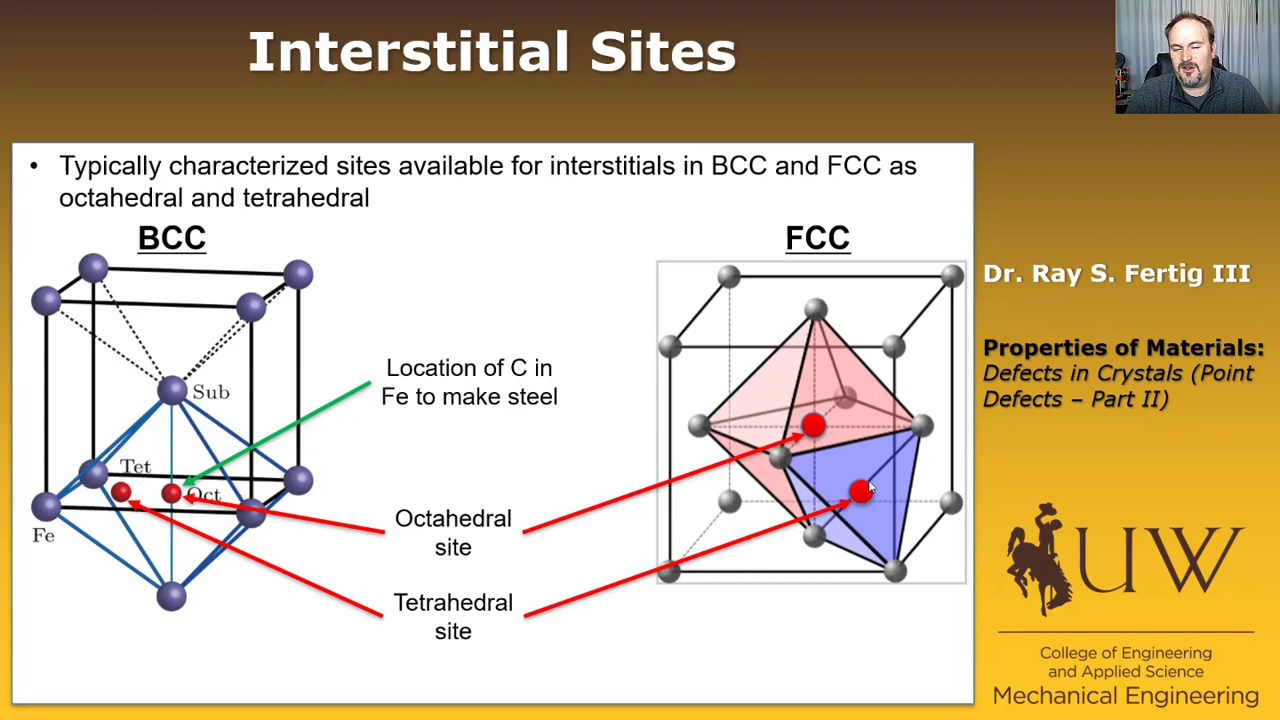 Interstitial Sites
• Typically characterized sites available for interstitials in BCC and FCC as
octahedral and tetrahedral
BCC
FCC
Sub
Tet
Oct
Fe
Location of C in
Fe to make steel
Octahedral
site
Tetrahedral
site
Dr. Ray S. Fertig III
Properties of Materials:
Defects in Crystals (Point
Defects – Part II)
UW
College of Engineering
and Applied Science
Mechanical Engineering